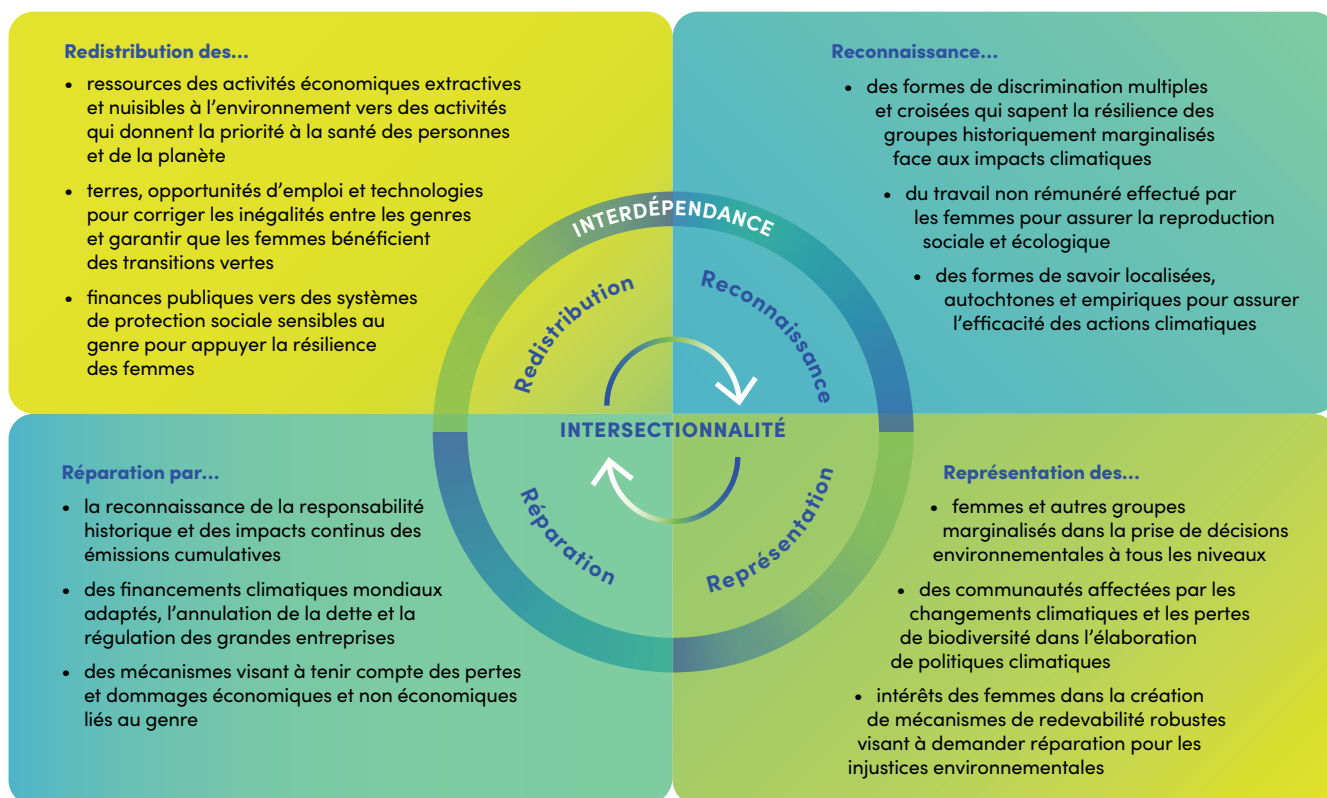 Redistribution des...
• ressources des activités économiques extractives
et nuisibles à l'environnement vers des activités
qui donnent la priorité à la santé des personnes
et de la planète
• terres, opportunités d'emploi et technologies
pour corriger les inégalités entre les genres
et garantir que les femmes bénéficient
des transitions vertes
• finances publiques vers des systèmes
de protection sociale sensibles au
genre pour appuyer la résilience
des femmes
Reconnaissance...
• des formes de discrimination multiples
et croisées qui sapent la résilience des
groupes historiquement marginalisés
face aux impacts climatiques
• du travail non rémunéré effectué par
les femmes pour assurer la reproduction
sociale et écologique
• des formes de savoir localisées,
autochtones et empiriques pour assurer
l'efficacité des actions climatiques
INTERDÉPENDANCE
Redistribution
Reconnaissance
INTERSECTIONNALITÉ
Réparation
Représentation
Réparation par...
• la reconnaissance de la responsabilité
historique et des impacts continus des
émissions cumulatives
• des financements climatiques mondiaux
adaptés, l'annulation de la dette et la
régulation des grandes entreprises
• des mécanismes visant à tenir compte des pertes
et dommages économiques et non économiques
liés au genre
Représentation des...
• femmes et autres groupes
marginalisés dans la prise de décisions
environnementales à tous les niveaux
• des communautés affectées par les
changements climatiques et les pertes
de biodiversité dans l'élaboration
de politiques climatiques
• intérêts des femmes dans la création
de mécanismes de redevabilité robustes
visant à demander réparation pour les
injustices environnementales